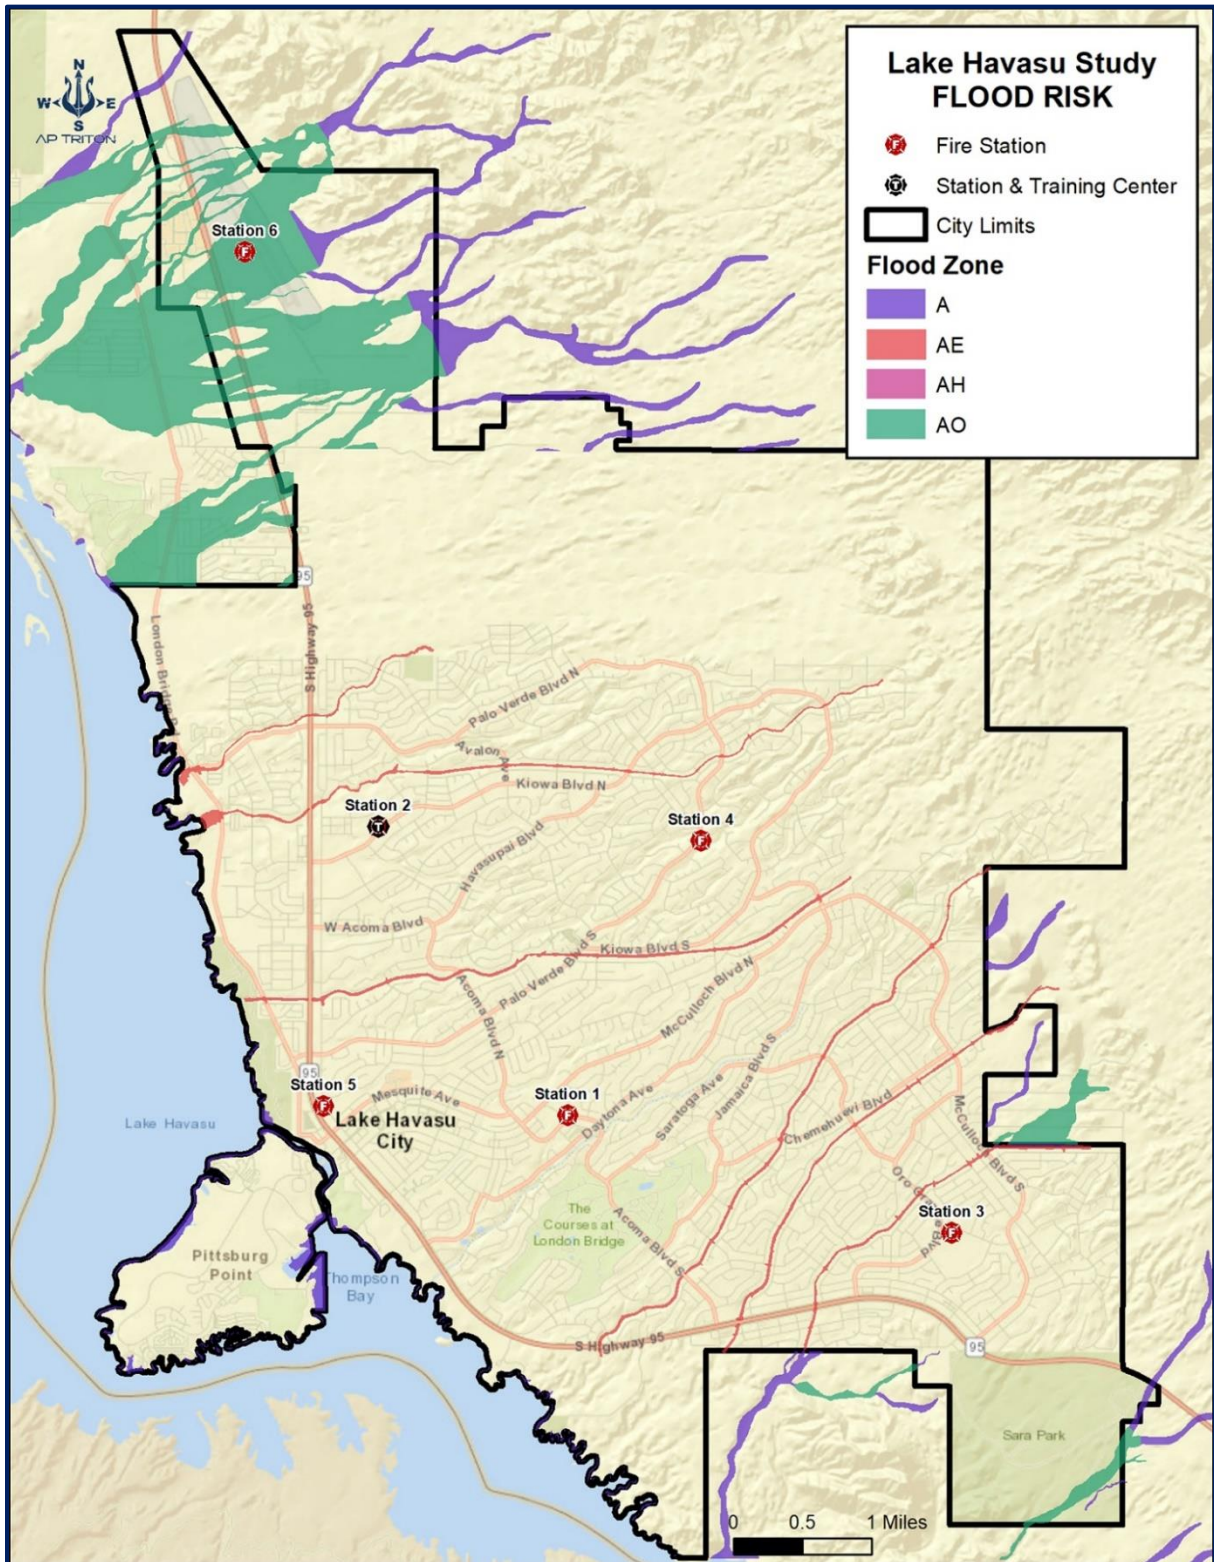 Lake Havasu Study
FLOOD RISK
Fire Station
Station & Training Center
City Limits
Flood Zone
A
AE
AH
AO
N
W
E
S
AP TRITON
Station 6
95
London Bridge Rd
S Highway 95
Palo Verde Blvd N
Avalon Ave
Kiowa Blvd N
Station 2
Station 4
Havasupai Blvd
W Acoma Blvd
Kiowa Blvd S
Palo Verde Blvd S
Acoma Blvd N
McCulloch Blvd N
95
Station 5
Mesquite Ave
Station 1
Lake Havasu
City
Daytona Ave
Saratoga Ave
Jamaica Blvd S
Chemehuevi Blvd
McCulloch Blvd S
Lake Havasu
Oro Grande Blvd
Station 3
The
Courses at
London Bridge
Acoma Blvd S
Pittsburg
Point
Thompson
Bay
S Highway 95
95
Sara Park
0 0.5 1 Miles